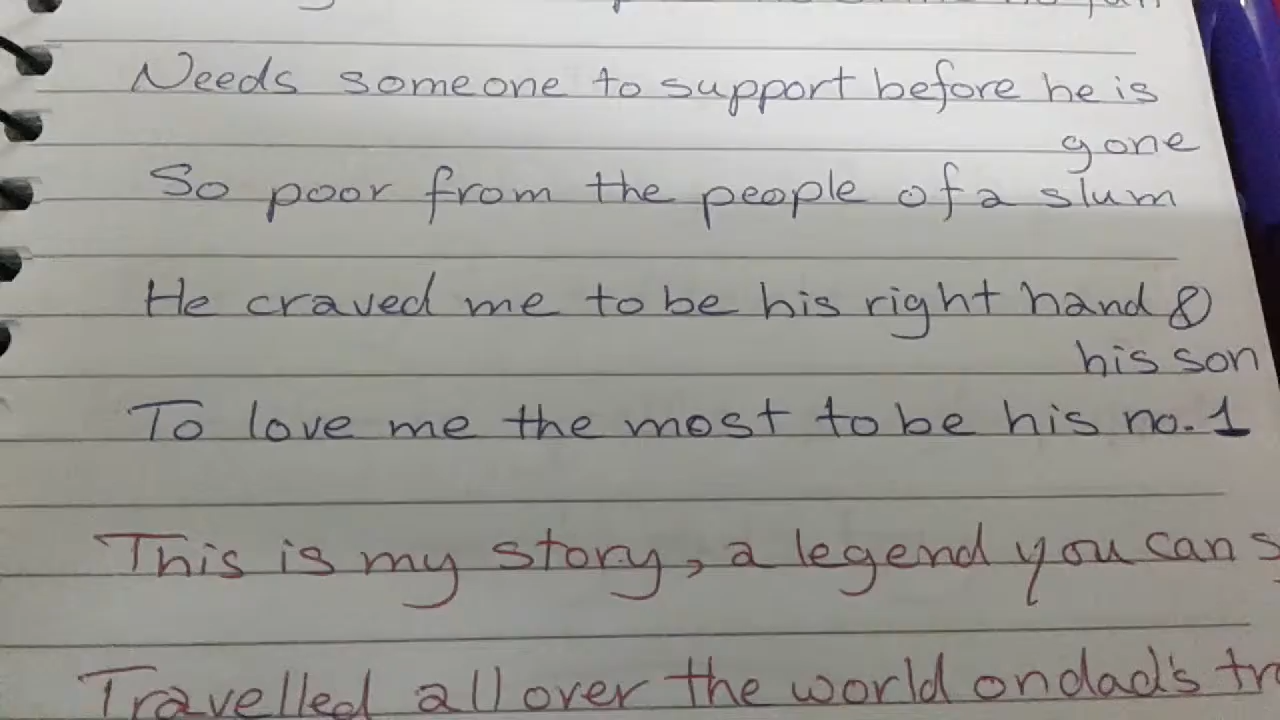 Needs someone to support before he is
gone
So poor from the people of a slum
He craved me to be his right hand &
his son
To love me the most to be his no. 1
This is my story, a legend you can
Travelled all over the world on dad's